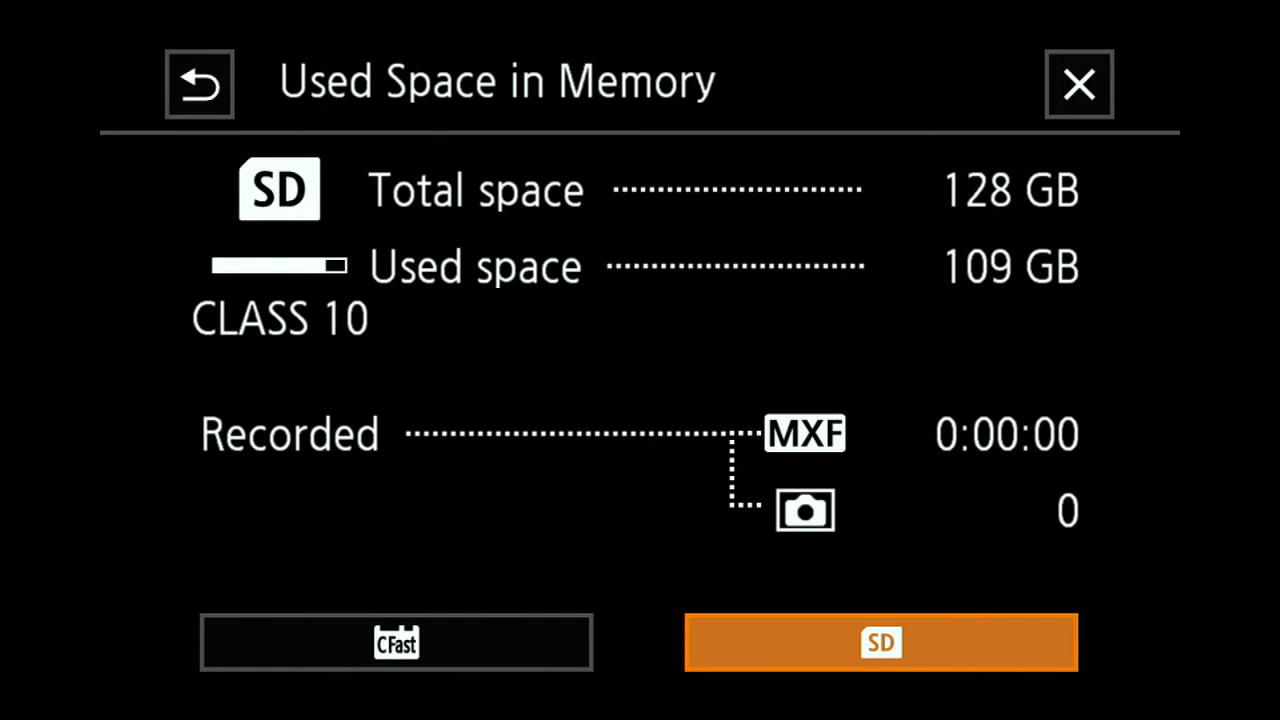 Used Space in Memory
SD Total space 128 GB
Used space 109 GB
CLASS 10
Recorded MXF 0:00:00
0
CFast SD